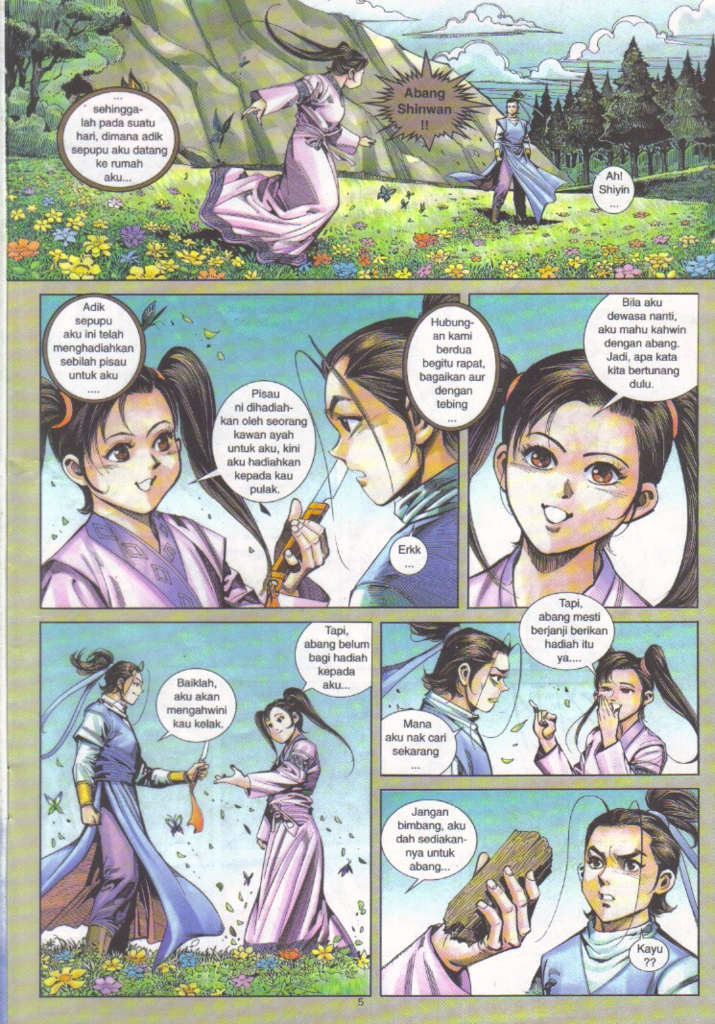 ...
sehingga-
lah pada suatu
hari, dimana adik
sepupu aku datang
ke rumah
aku...
Abang
Shinwan
!!
Ah!
Shiyin
...
Adik
sepupu
aku ini telah
menghadiahkan
sebilah pisau
untuk aku
....
Pisau
ni dihadiah-
kan oleh seorang
kawan ayah
aku, kini
aku hadiahkan
kepada kau
pulak.
Hubung-
an kami
berdua
begitu rapat,
bagaikan aur
dengan
tebing
....
Erkk
...
Bila aku
dewasa nanti,
aku mahu kahwin
dengan abang.
Jadi, apa kata
kita bertunang
dulu.
Baiklah,
aku akan
mengahwini
kau kelak.
Tapi,
abang belum
bagi hadiah
kepada
aku...
Tapi,
abang mesti
berjanji berikan
hadiah itu
ya....
Mana
aku nak cari
sekarang
...
Jangan
bimbang, aku
dah sediakan-
nya untuk
abang...
Kayu
??
5